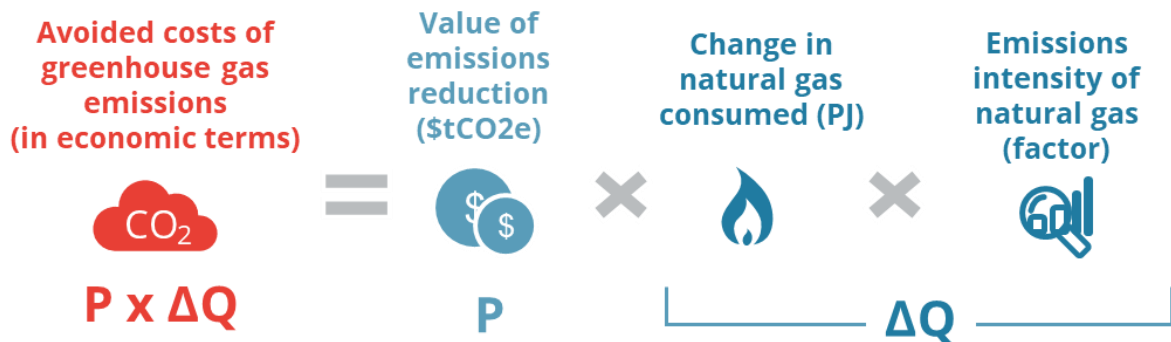 Avoided costs of
greenhouse gas
emissions
(in economic terms)
CO2
P x ΔQ
=
Value of
emissions
reduction
($tCO2e)
$
$
P
×
Change in
natural gas
consumed (PJ)
×
Emissions
intensity of
natural gas
(factor)
ΔQ